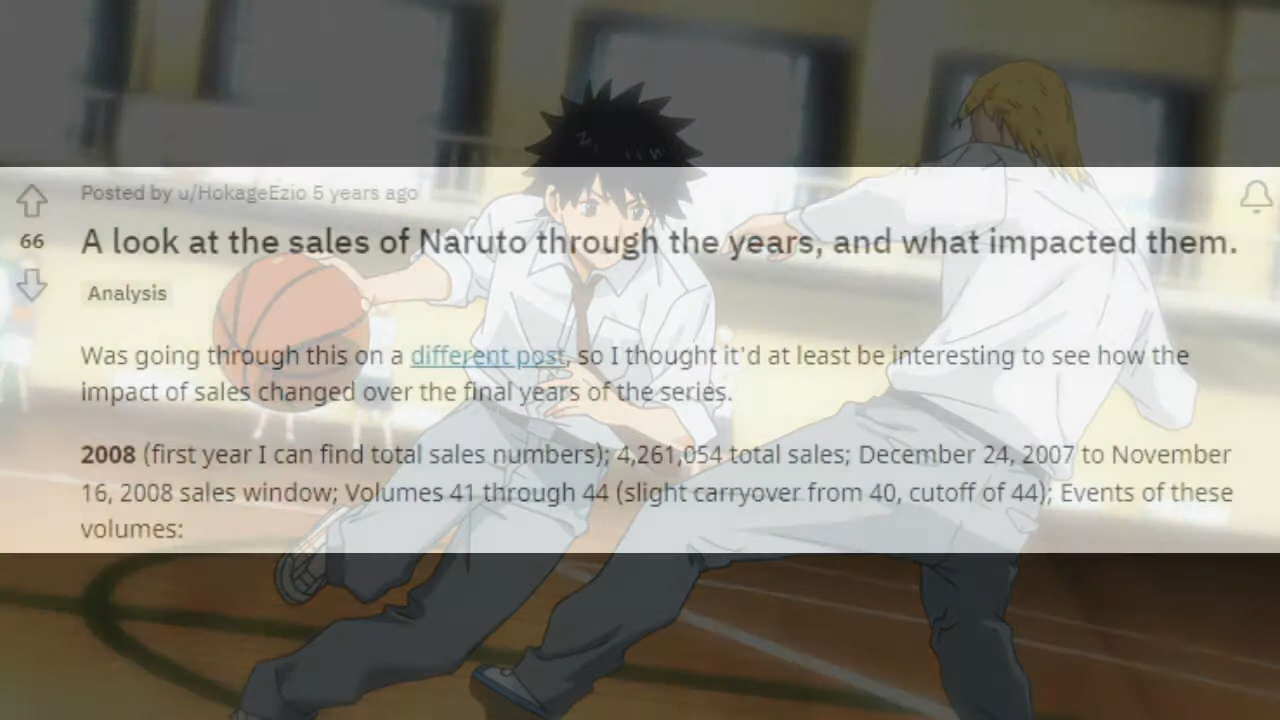 Posted by u/HokageEzio 5 years ago
66
A look at the sales of Naruto through the years, and what impacted them.
Analysis
Was going through this on a different post, so I thought it'd at least be interesting to see how the
impact of sales changed over the final years of the series.
2008 (first year I can find total sales numbers); 4,261,054 total sales; December 24, 2007 to November
16, 2008 sales window; Volumes 41 through 44 (slight carryover from 40, cutoff of 44); Events of these
volumes: